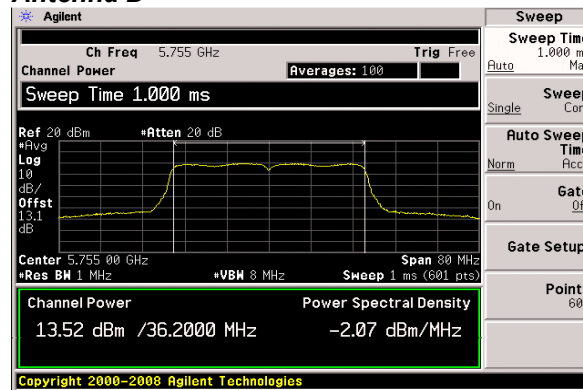 Agilent
Sweep
Ch Freq 5.755 GHz Trig Free
Channel Power Averages: 100
Sweep Time 1.000 ms
Ref 20 dBm #Atten 20 dB
#Avg
Log
10
dB/
Offst
13.1
dB
Center 5.755 00 GHz Span 80 MHz
#Res BW 1 MHz #VBW 8 MHz Sweep 1 ms (601 pts)
Channel Power Power Spectral Density
13.52 dBm /36.2000 MHz -2.07 dBm/MHz
Copyright 2000-2008 Agilent Technologies
Sweep Time
1.000 m
Auto Ma
Sweep
Single Con
Auto Sweep
Time
Norm Acc
Gate
On Of
Gate Setup
Point
60